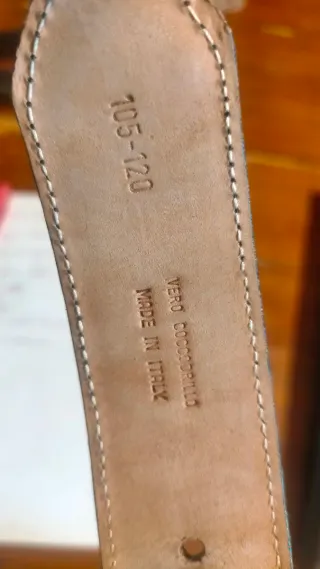 105-120
VERO COCCODRILLO
MADE IN ITALY